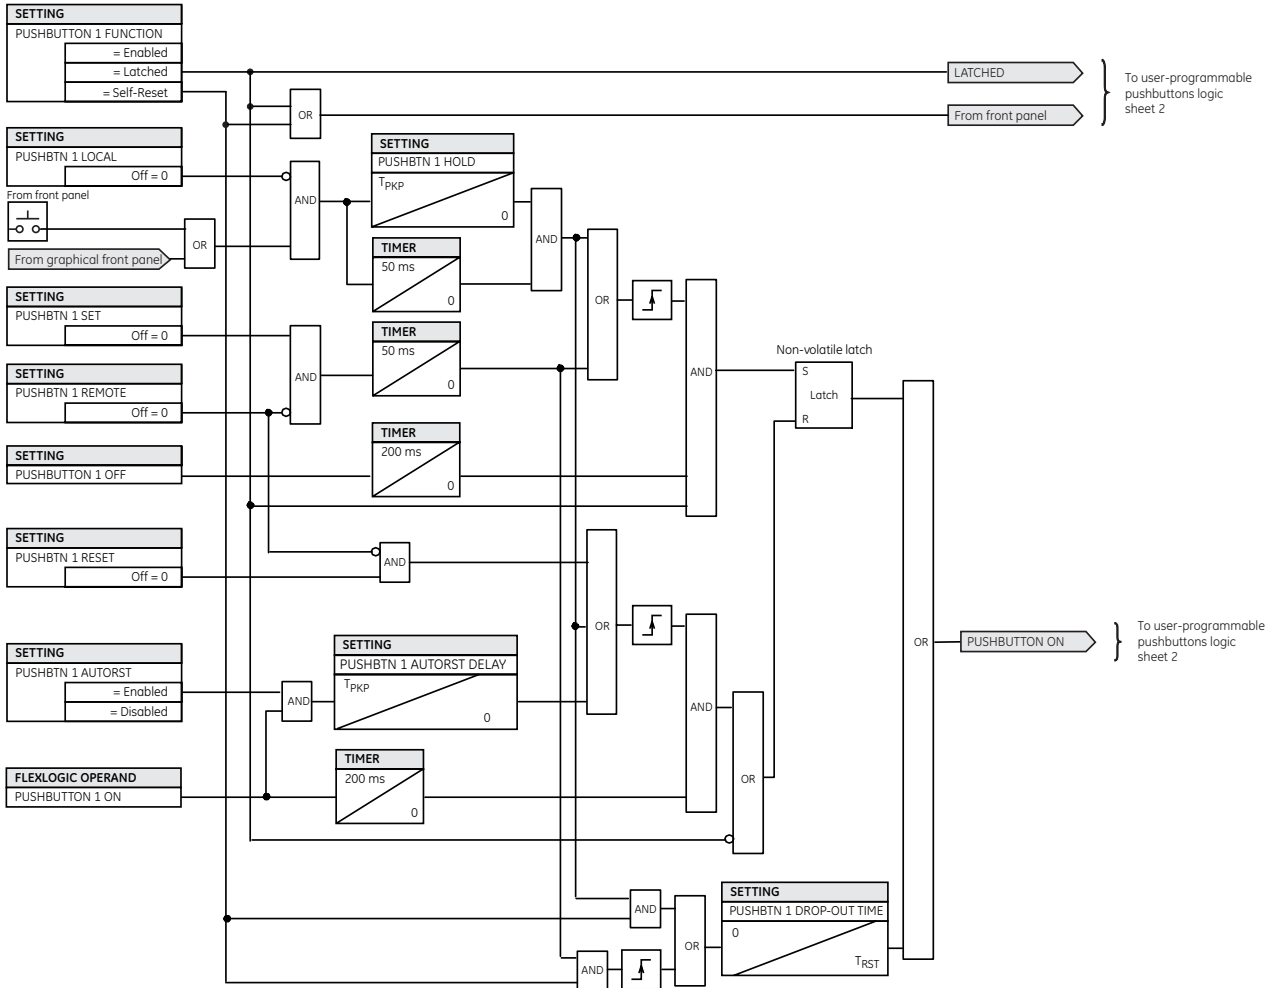 SETTING
PUSHBUTTON 1 FUNCTION
= Enabled
= Latched
= Self-Reset
LATCHED
From front panel
To user-programmable
pushbuttons logic
sheet 2
OR
SETTING
PUSHBTN 1 LOCAL
Off = 0
From front panel
From graphical front panel
OR
AND
SETTING
PUSHBTN 1 HOLD
TPKP
0
TIMER
50 ms
0
AND
OR
SETTING
PUSHBTN 1 SET
Off = 0
SETTING
PUSHBTN 1 REMOTE
Off = 0
AND
TIMER
50 ms
0
AND
Non-volatile latch
S
Latch
R
SETTING
PUSHBUTTON 1 OFF
TIMER
200 ms
0
SETTING
PUSHBTN 1 RESET
Off = 0
AND
OR
SETTING
PUSHBTN 1 AUTORST
= Enabled
= Disabled
AND
SETTING
PUSHBTN 1 AUTORST DELAY
TPKP
0
AND
OR
OR
PUSHBUTTON ON
To user-programmable
pushbuttons logic
sheet 2
FLEXLOGIC OPERAND
PUSHBUTTON 1 ON
TIMER
200 ms
0
AND
AND
OR
SETTING
PUSHBTN 1 DROP-OUT TIME
0
TRST